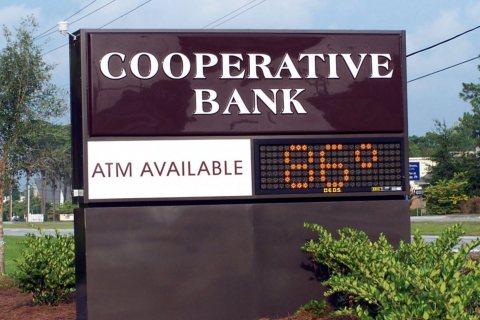 COOPERATIVE
BANK
ATM AVAILABLE
86°